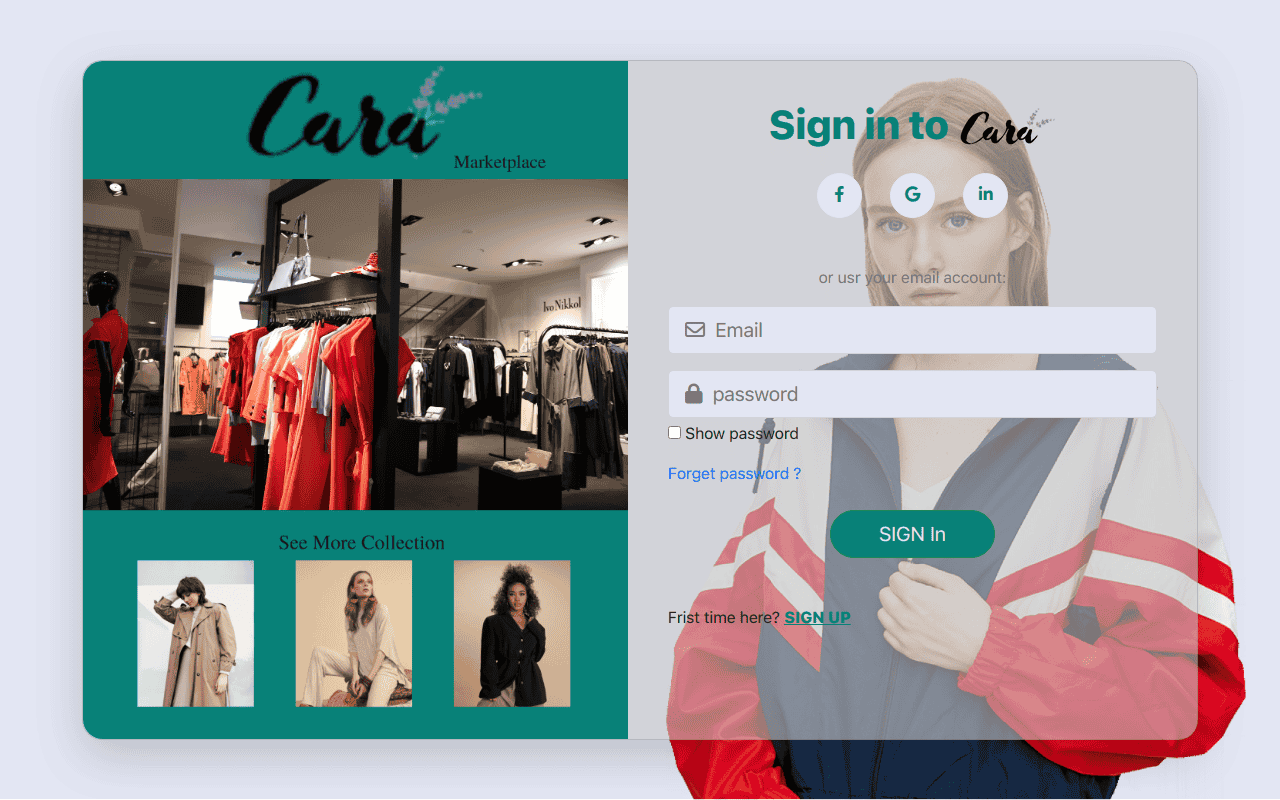 Cara
Marketplace
Ivo Nikkol
See More Collection
Sign in to Cara
f G in
or usr your email account:
Email
password
Show password
Forget password ?
SIGN In
Frist time here? SIGN UP